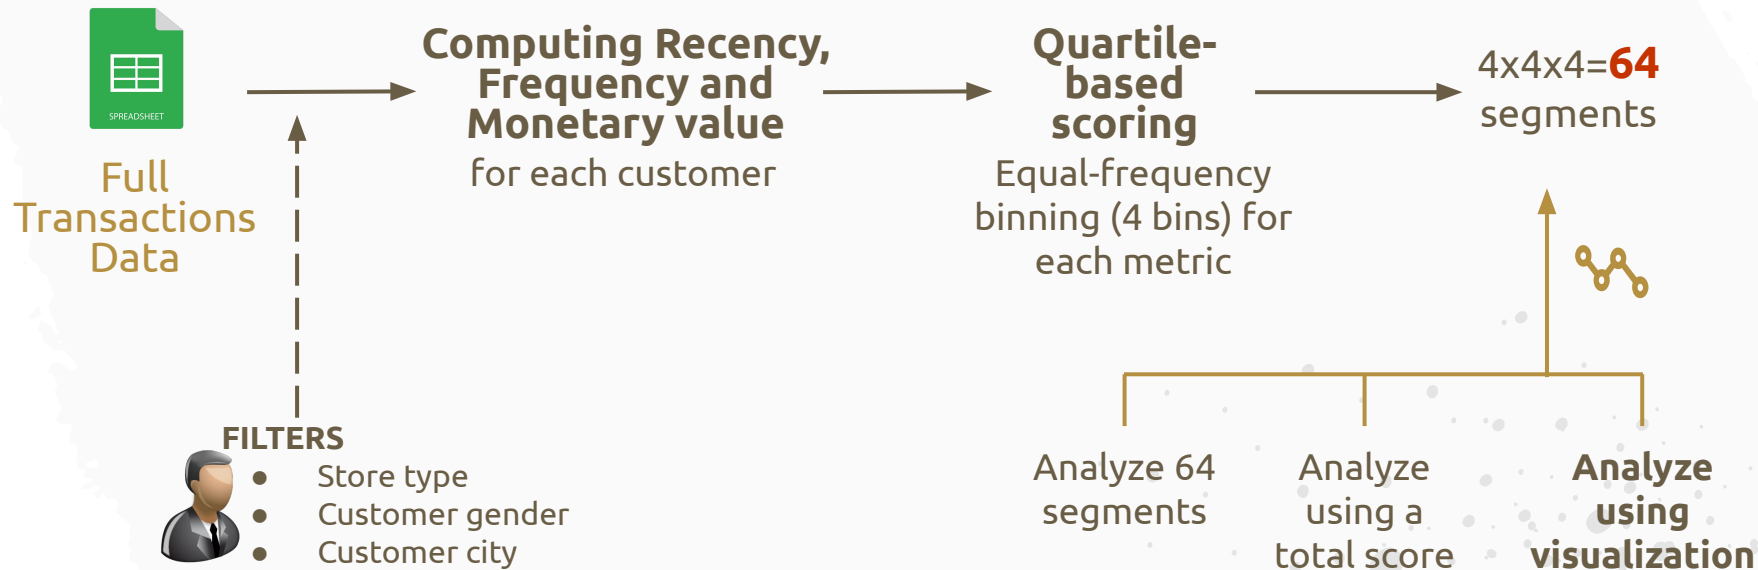 SPREADSHEET
Full
Transactions
Data
Computing Recency,
Frequency and
Monetary value
for each customer
Quartile-
based
scoring
Equal-frequency
binning (4 bins) for
each metric
4x4x4=64
segments
FILTERS
● Store type
● Customer gender
● Customer city
Analyze 64
segments
Analyze
using a
total score
Analyze
using
visualization